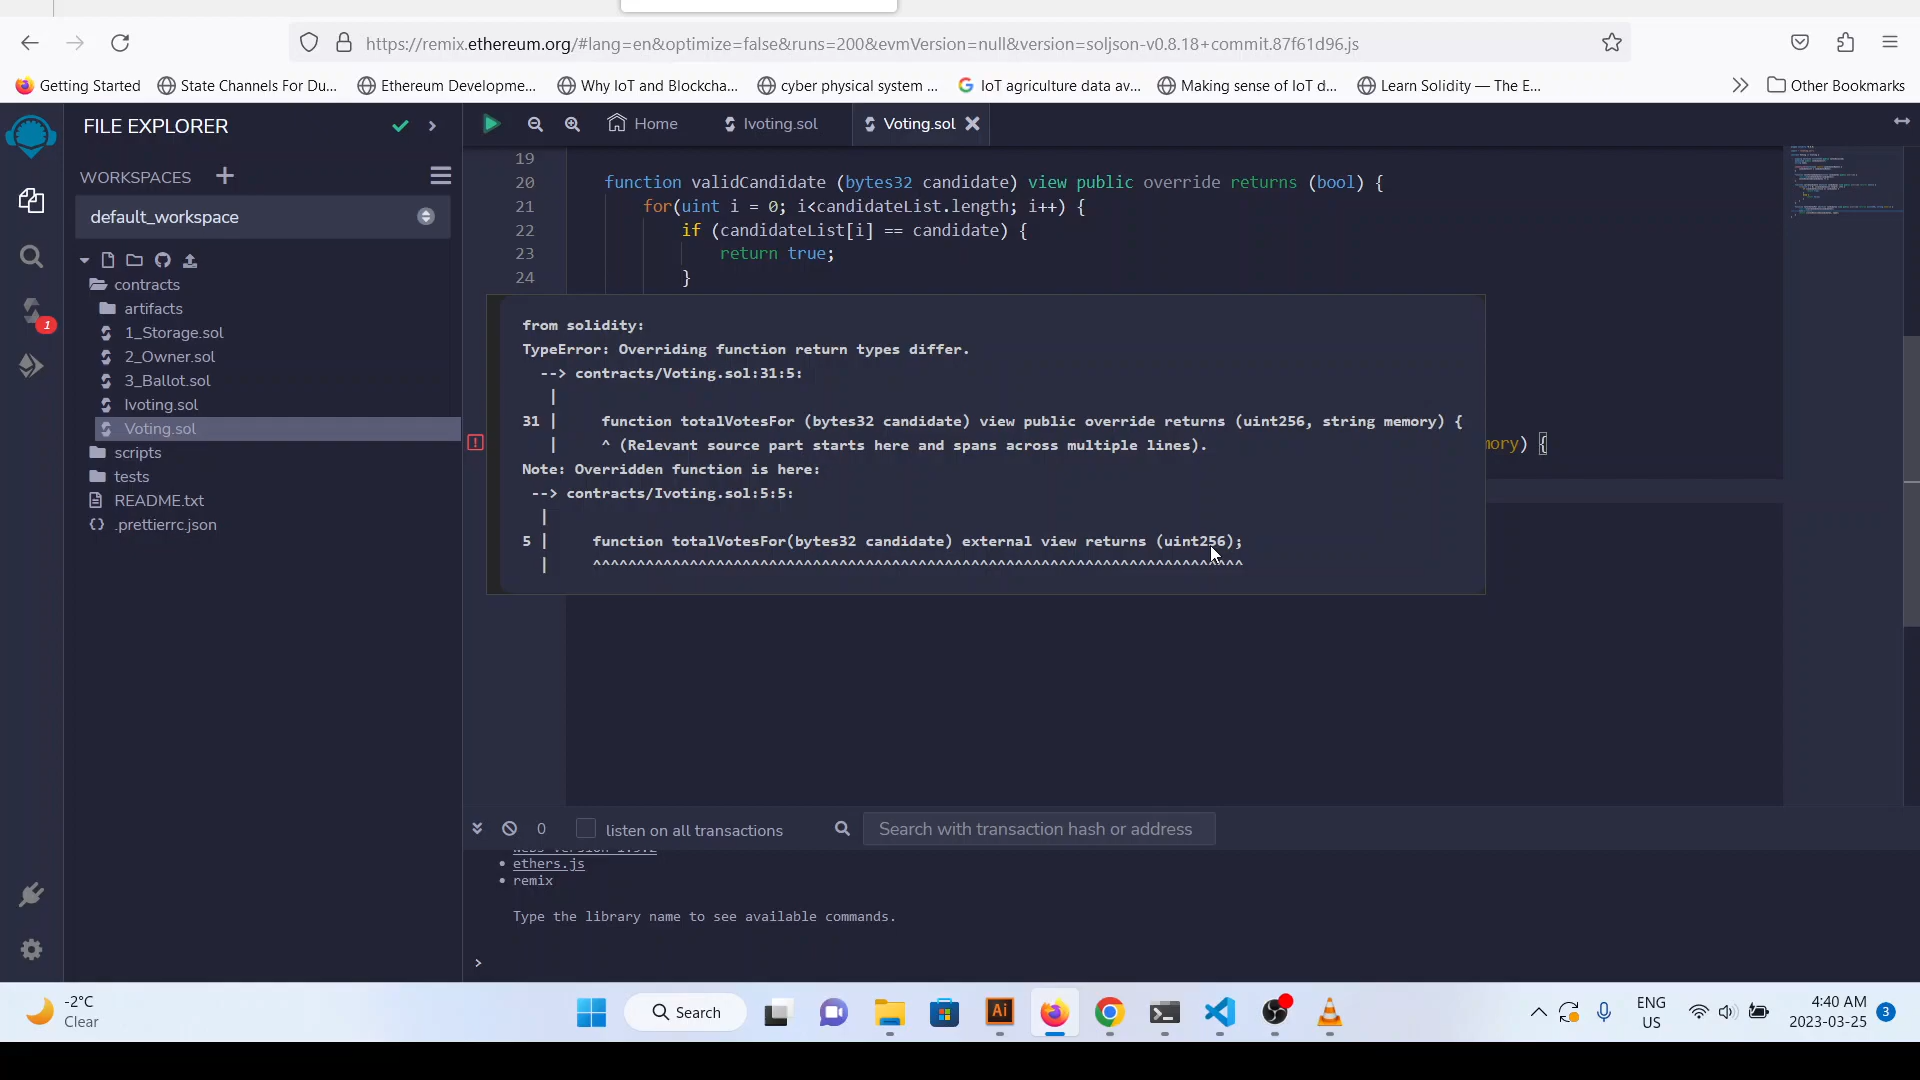 https://remix.ethereum.org/#lang=en&optimize=false&runs=200&evmVersion=null&version=soljson-v0.8.18+commit.87f61d96.js
Getting Started
State Channels For Du...
Ethereum Developme...
Why IoT and Blockcha...
cyber physical system ...
IoT agriculture data av...
Making sense of IoT d...
Learn Solidity — The E...
Other Bookmarks
FILE EXPLORER
Home
Ivoting.sol
Voting.sol
WORKSPACES
default_workspace
contracts
artifacts
1_Storage.sol
2_Owner.sol
3_Ballot.sol
Ivoting.sol
Voting.sol
scripts
tests
README.txt
.prettierrc.json
1
19
20 function validCandidate (bytes32 candidate) view public override returns (bool) {
21 for(uint i = 0; i<candidateList.length; i++) {
22 if (candidateList[i] == candidate) {
23 return true;
24 }
from solidity:
TypeError: Overriding function return types differ.
--> contracts/Voting.sol:31:5:
|
31 | function totalVotesFor (bytes32 candidate) view public override returns (uint256, string memory) {
| ^ (Relevant source part starts here and spans across multiple lines).
mory) {
Note: Overridden function is here:
--> contracts/Ivoting.sol:5:5:
|
5 | function totalVotesFor(bytes32 candidate) external view returns (uint256);
| ^^^^^^^^^^^^^^^^^^^^^^^^^^^^^^^^^^^^^^^^^^^^^^^^^^^^^^^^^^^^^^^^^^^^^^^^^^
0
listen on all transactions
Search with transaction hash or address
ethers.js
remix
Type the library name to see available commands.
>
-2°C
Clear
Search
Ai
ENG
US
4:40 AM
2023-03-25
3